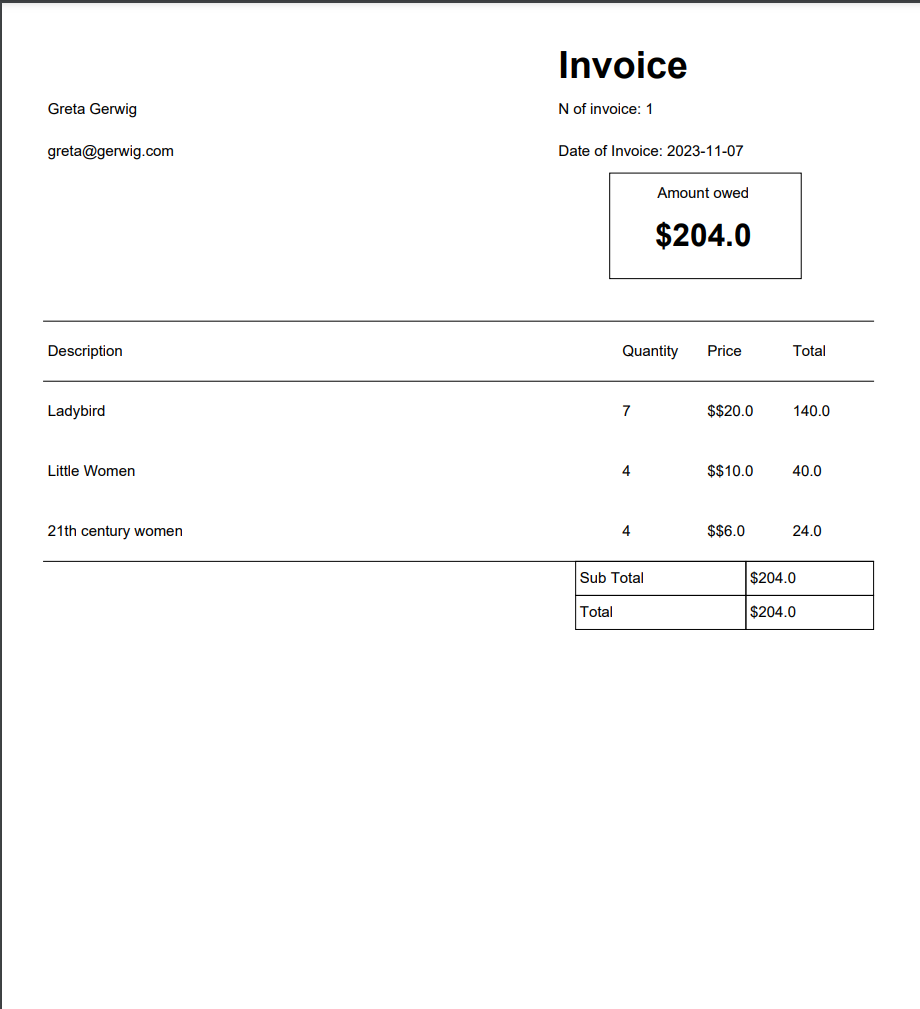 Invoice
Greta Gerwig N of invoice: 1
greta@gerwig.com Date of Invoice: 2023-11-07
Amount owed
$204.0
Description Quantity Price Total
Ladybird 7 $$20.0 140.0
Little Women 4 $$10.0 40.0
21th century women 4 $$6.0 24.0
Sub Total $204.0
Total $204.0